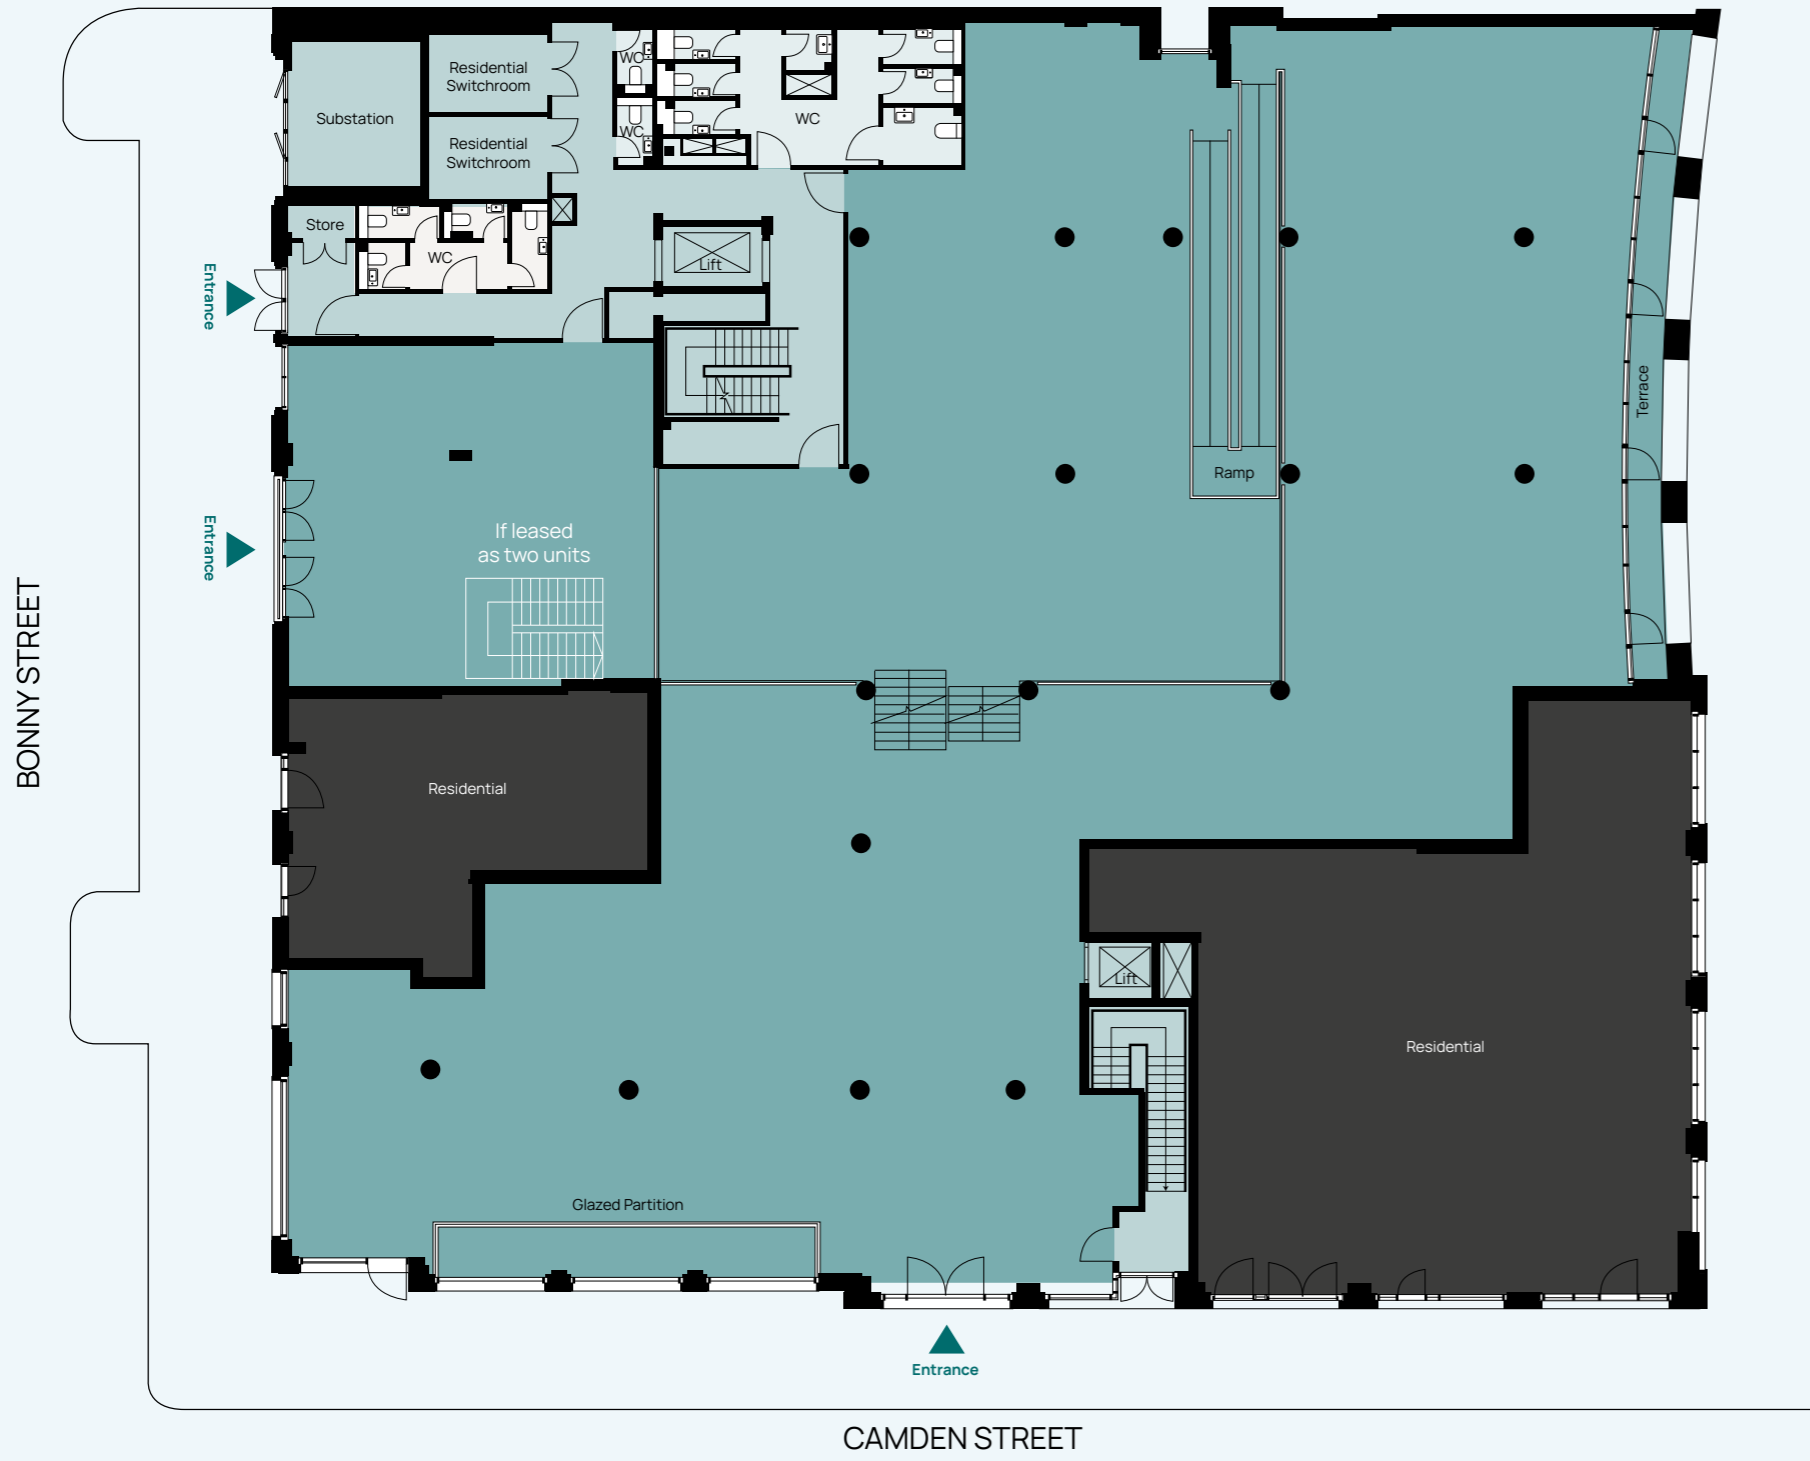 WC
Residential
Switchroom
Substation
WC
WC
Residential
Switchroom
Store
WC
Lift
Entrance
Terrace
Ramp
If leased
as two units
Entrance
BONNY STREET
Residential
Lift
Residential
Glazed Partition
Entrance
CAMDEN STREET